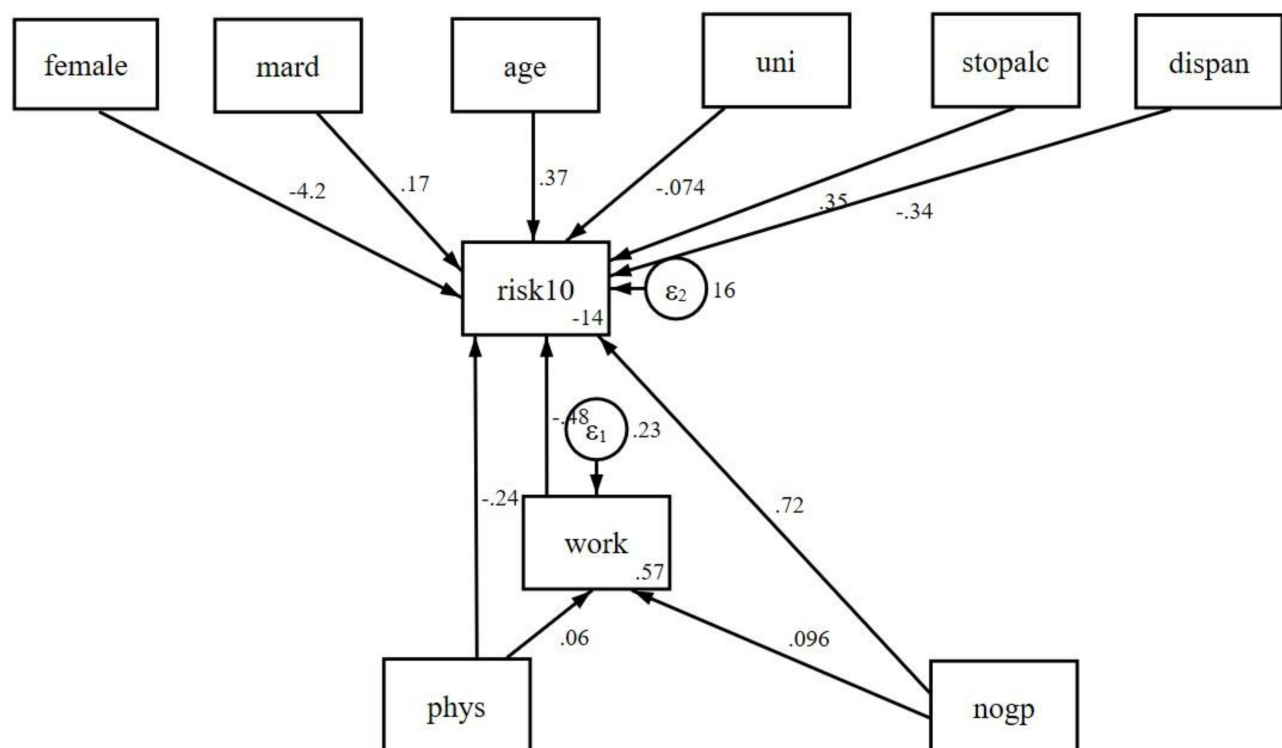 female
mard
age
uni
stopalc
dispan
-4.2
.17
.37
-.074
.35
-.34
risk10
-14
ε2
16
-.48
ε1
.23
-.24
.72
work
.57
.06
.096
phys
nogp